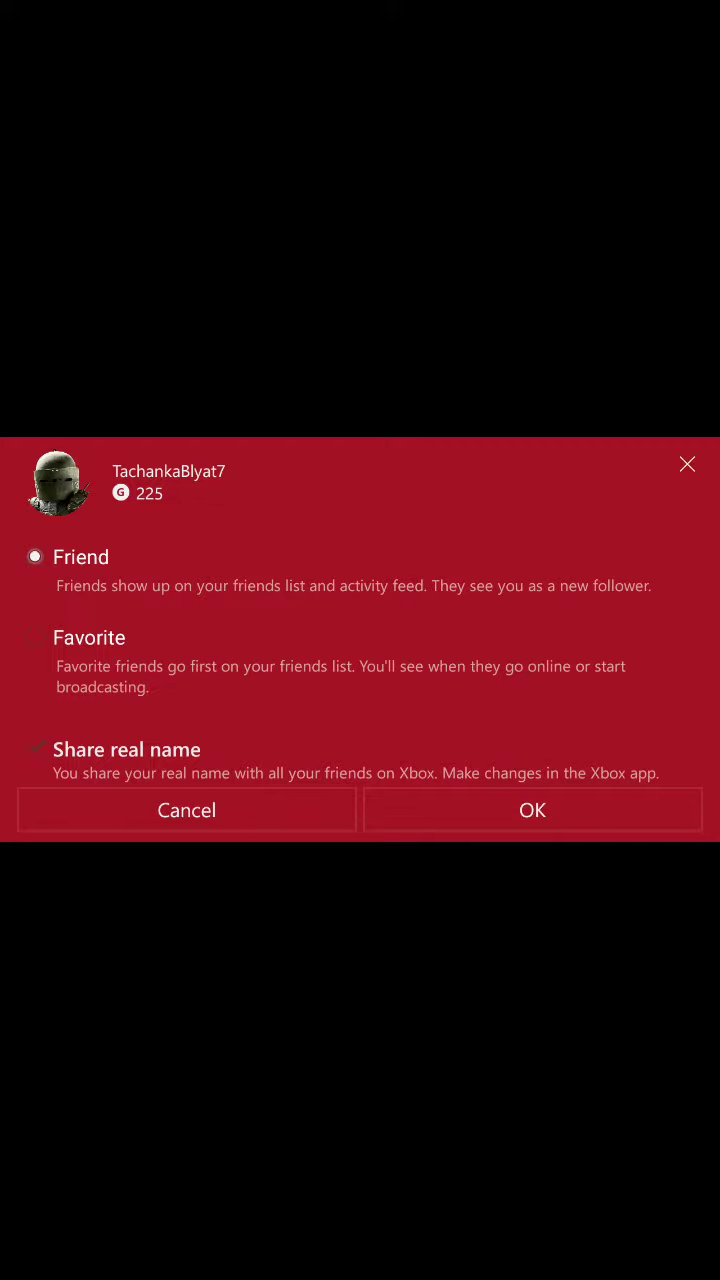 TachankaBlyat7
G 225
Friend
Friends show up on your friends list and activity feed. They see you as a new follower.
Favorite
Favorite friends go first on your friends list. You'll see when they go online or start
broadcasting.
Share real name
You share your real name with all your friends on Xbox. Make changes in the Xbox app.
Cancel OK